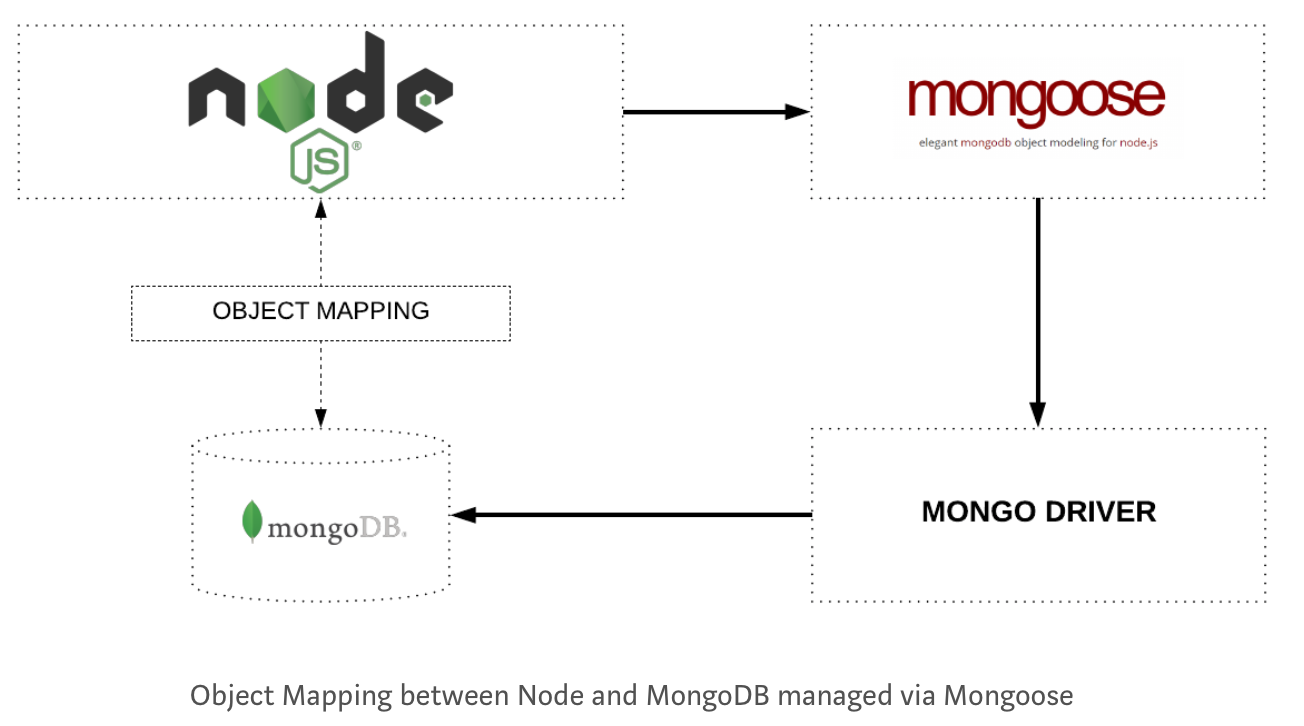 node
JS®
mongoose
elegant mongodb object modeling for node.js
OBJECT MAPPING
mongoDB®
MONGO DRIVER
Object Mapping between Node and MongoDB managed via Mongoose